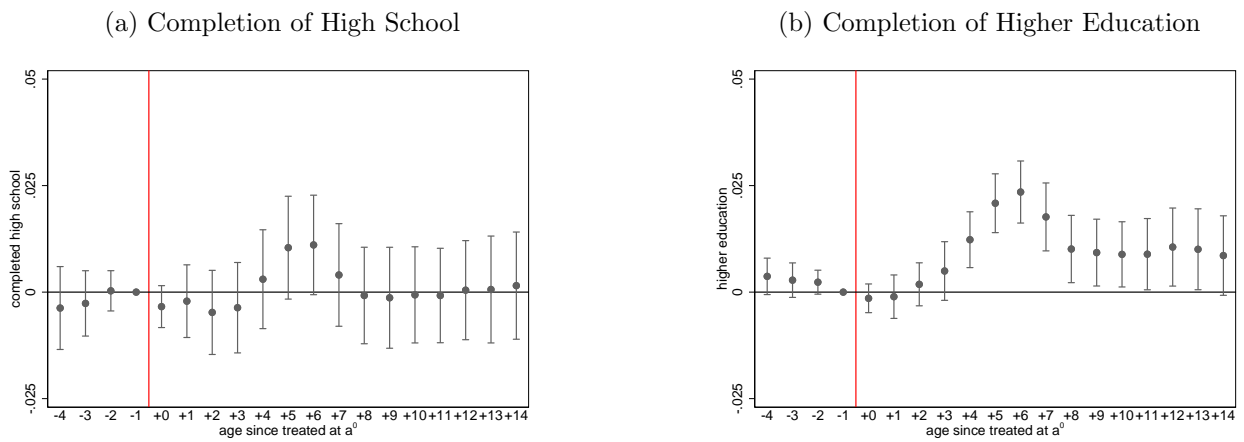 (a) Completion of High School
.05
.025
0
-.025
completed high school
-4 -3 -2 -1 +0 +1 +2 +3 +4 +5 +6 +7 +8 +9 +10 +11 +12 +13 +14
age since treated at a⁰
(b) Completion of Higher Education
.05
.025
0
-.025
higher education
-4 -3 -2 -1 +0 +1 +2 +3 +4 +5 +6 +7 +8 +9 +10 +11 +12 +13 +14
age since treated at a⁰